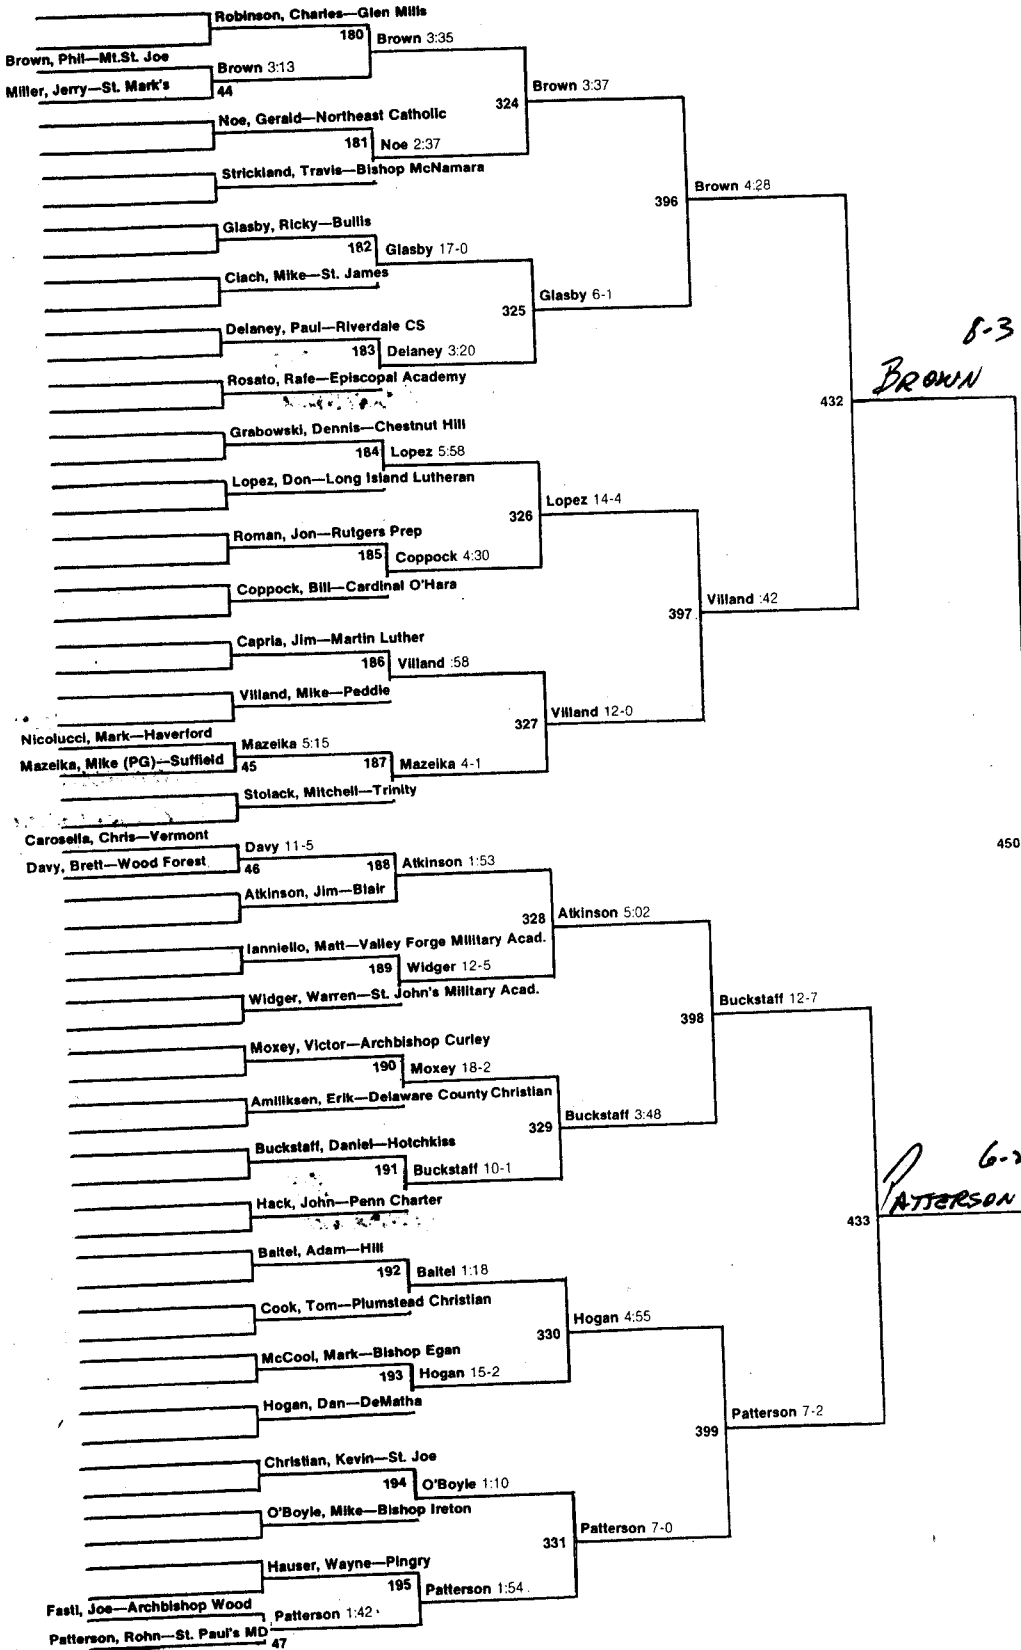 Robinson, Charles—Glen Mills
180 Brown 3:35
Brown, Phil—Mt.St. Joe
Brown 3:13
Miller, Jerry—St. Mark's
44
Brown 3:37
324
Noe, Gerald—Northeast Catholic
181 Noe 2:37
Strickland, Travis—Bishop McNamara
Brown 4:28
396
Glasby, Ricky—Bullis
182 Glasby 17-0
Clach, Mike—St. James
Glasby 6-1
325
Delaney, Paul—Riverdale CS
183 Delaney 3:20
Rosato, Rafe—Episcopal Academy
8-3
BROWN
432
Grabowski, Dennis—Chestnut Hill
184 Lopez 5:58
Lopez, Don—Long Island Lutheran
Lopez 14-4
326
Roman, Jon—Rutgers Prep
185 Coppock 4:30
Coppock, Bill—Cardinal O'Hara
Villand :42
397
Capria, Jim—Martin Luther
186 Villand :58
Villand, Mike—Peddie
Villand 12-0
327
Nicolucci, Mark—Haverford
Mazeika 5:15
Mazeika, Mike (PG)—Suffield
45
187 Mazeika 4-1
Stolack, Mitchell—Trinity
Carosella, Chris—Vermont
Davy 11-5
Davy, Brett—Wood Forest
46
188 Atkinson 1:53
450
Atkinson, Jim—Blair
Atkinson 5:02
328
Ianniello, Matt—Valley Forge Military Acad.
189 Widger 12-5
Widger, Warren—St. John's Military Acad.
Buckstaff 12-7
398
Moxey, Victor—Archbishop Curley
190 Moxey 18-2
Amiliksen, Erik—Delaware County Christian
Buckstaff 3:48
329
Buckstaff, Daniel—Hotchkiss
191 Buckstaff 10-1
Hack, John—Penn Charter
PATTERSON
433
Baitel, Adam—Hill
192 Baitel 1:18
Cook, Tom—Plumstead Christian
Hogan 4:55
330
McCool, Mark—Bishop Egan
193 Hogan 15-2
Hogan, Dan—DeMatha
Patterson 7-2
399
Christian, Kevin—St. Joe
194 O'Boyle 1:10
O'Boyle, Mike—Bishop Ireton
Patterson 7-0
331
Hauser, Wayne—Pingry
195 Patterson 1:54
Fasti, Joe—Archbishop Wood
Patterson 1:42
Patterson, Rohn—St. Paul's MD
47